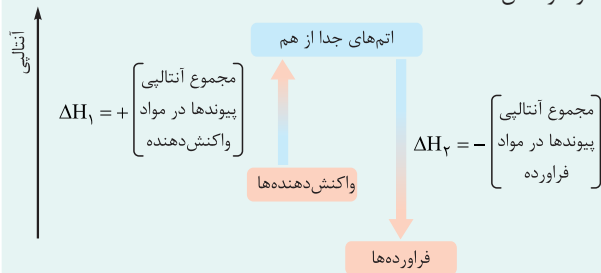 آنتالپی
اتم‌های جدا از هم
ΔH۱ = + [مجموع آنتالپی
پیوندها در مواد
واکنش‌دهنده]
ΔH۲ = − [مجموع آنتالپی
پیوندها در مواد
فراورده]
واکنش‌دهنده‌ها
فراورده‌ها